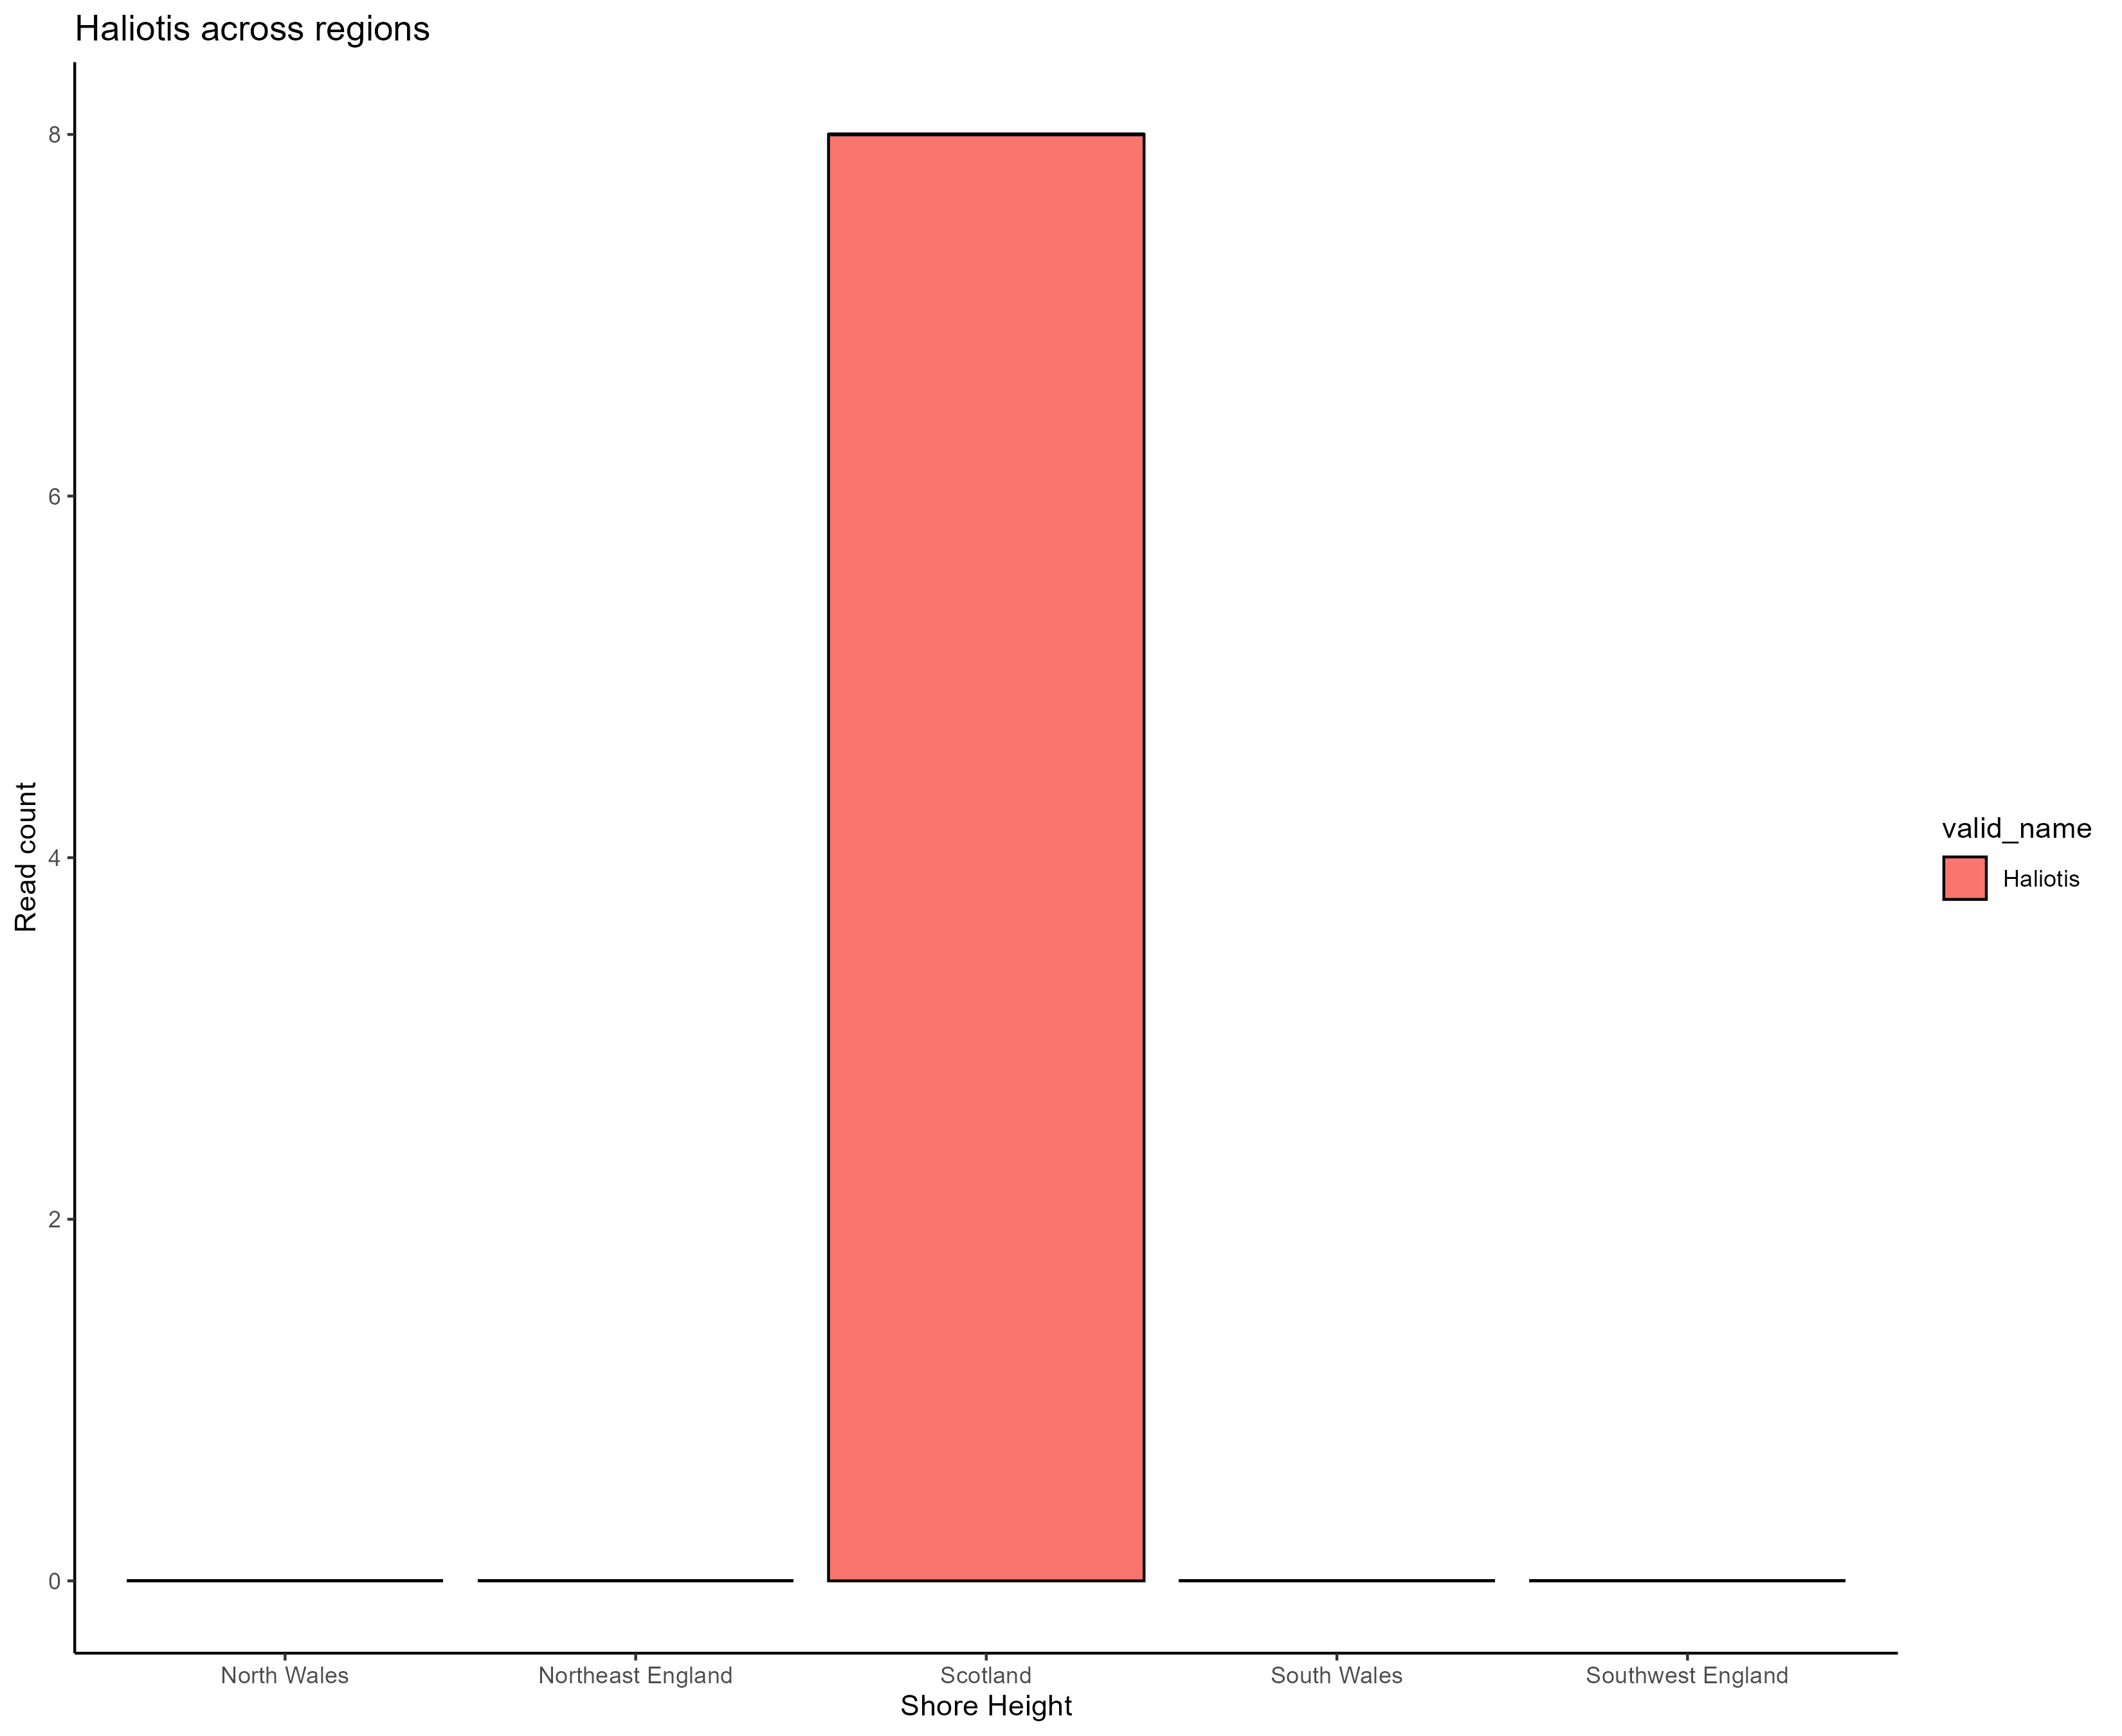 Haliotis across regions
Read count
8
6
4
2
0
North Wales
Northeast England
Scotland
South Wales
Southwest England
Shore Height
valid_name
Haliotis